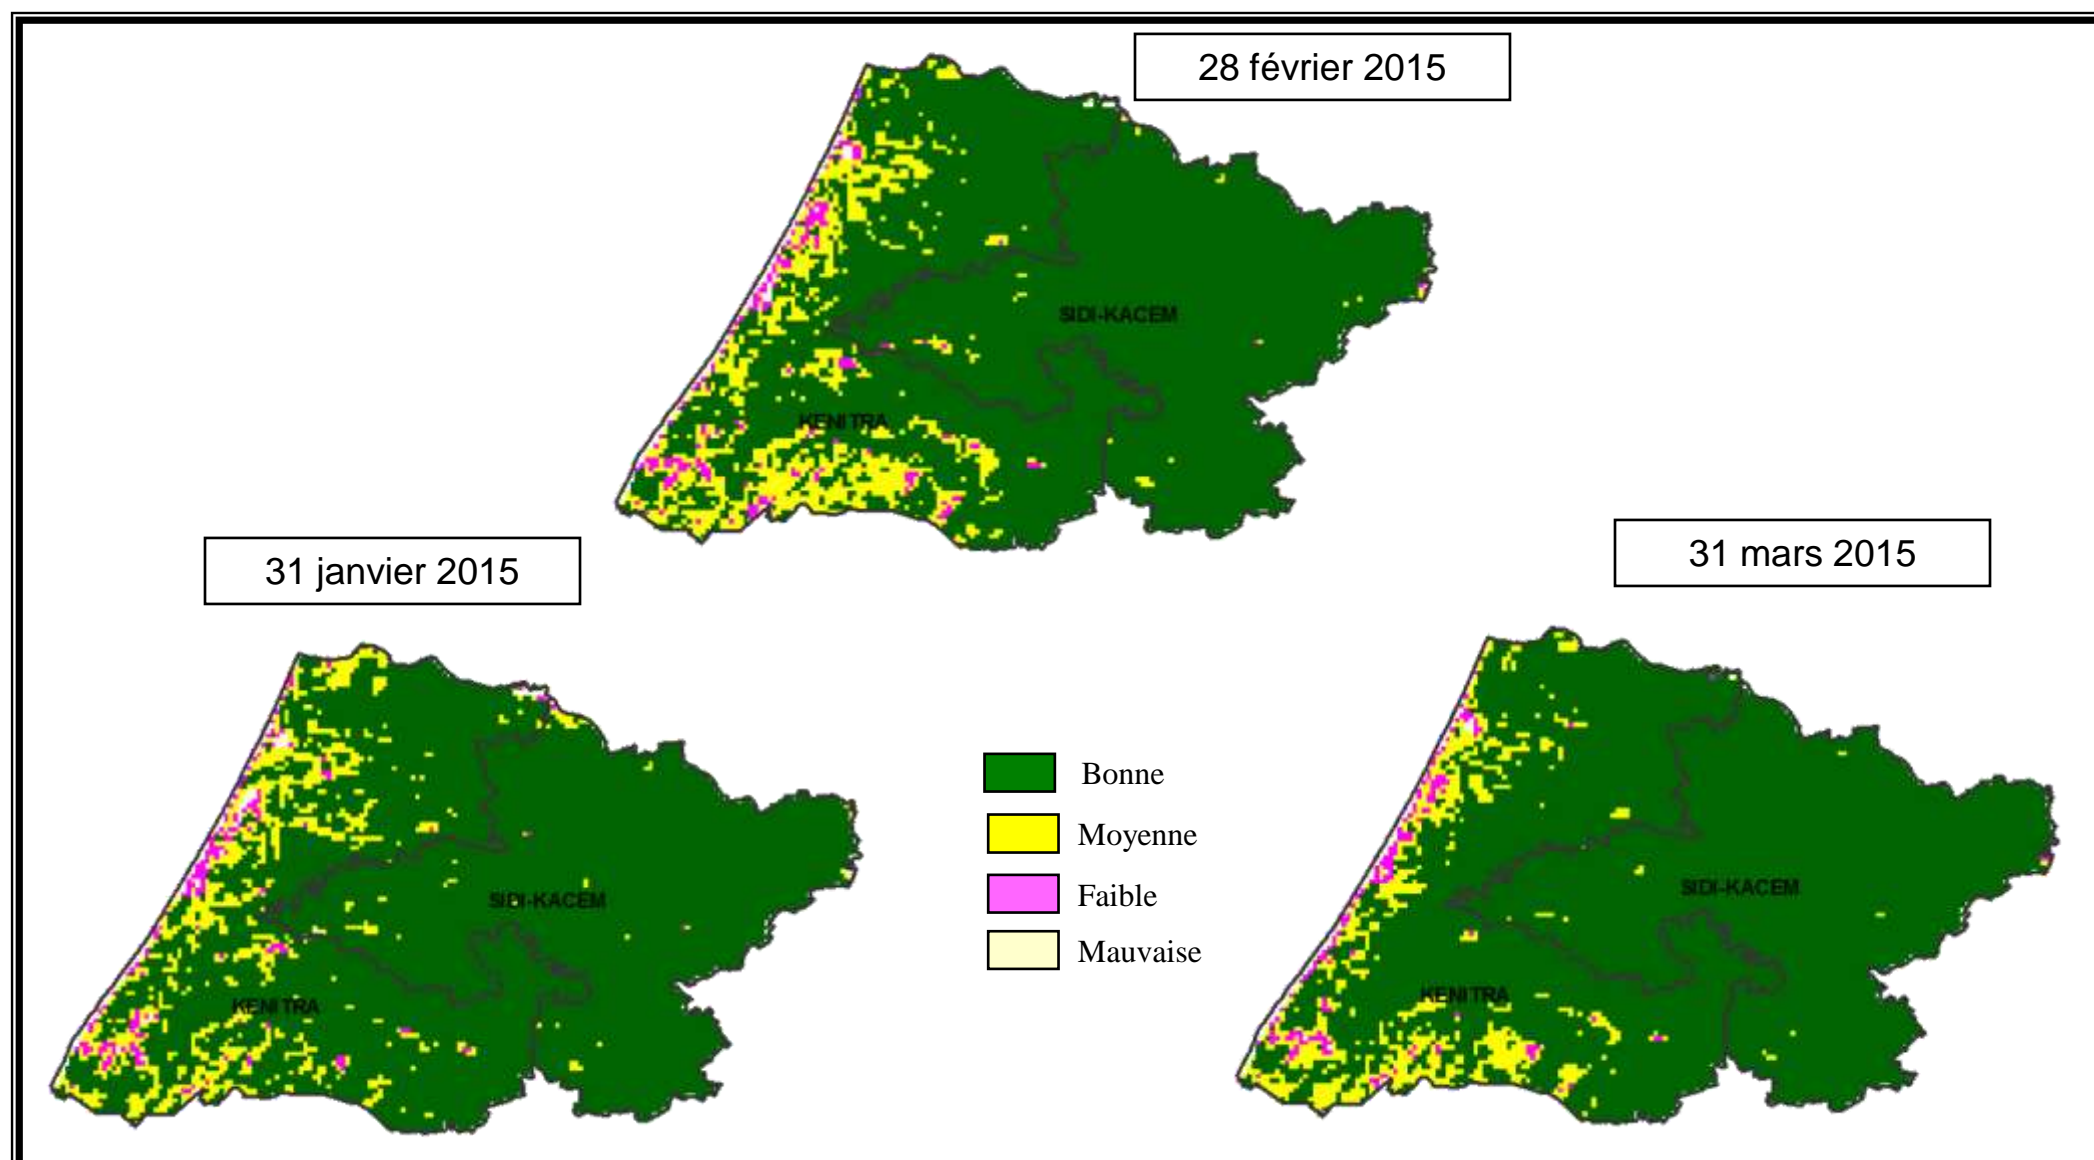 28 février 2015
SIDI-KACEM
KENITRA
31 janvier 2015
31 mars 2015
Bonne
Moyenne
Faible
Mauvaise
SIDI-KACEM
KENITRA
SIDI-KACEM
KENITRA